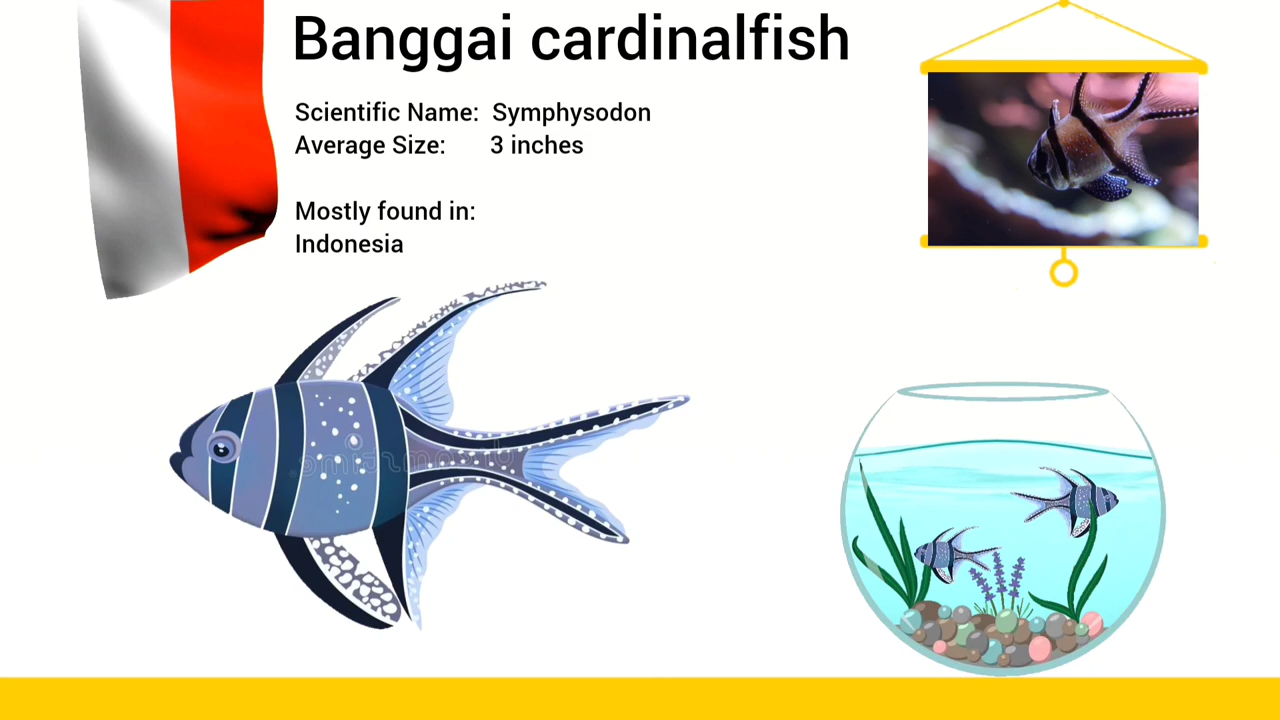 Banggai cardinalfish
Scientific Name: Symphysodon
Average Size: 3 inches
Mostly found in:
Indonesia